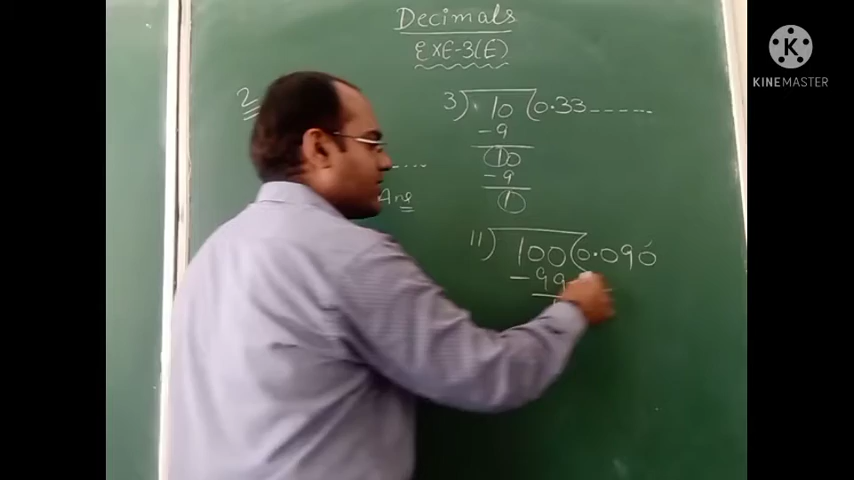 Decimals
EXE-3(E)
2
3) 10 (0.33------
-9
10
-9
1
.....
Ans
11) 100 (0.090
-99
K
KINEMASTER